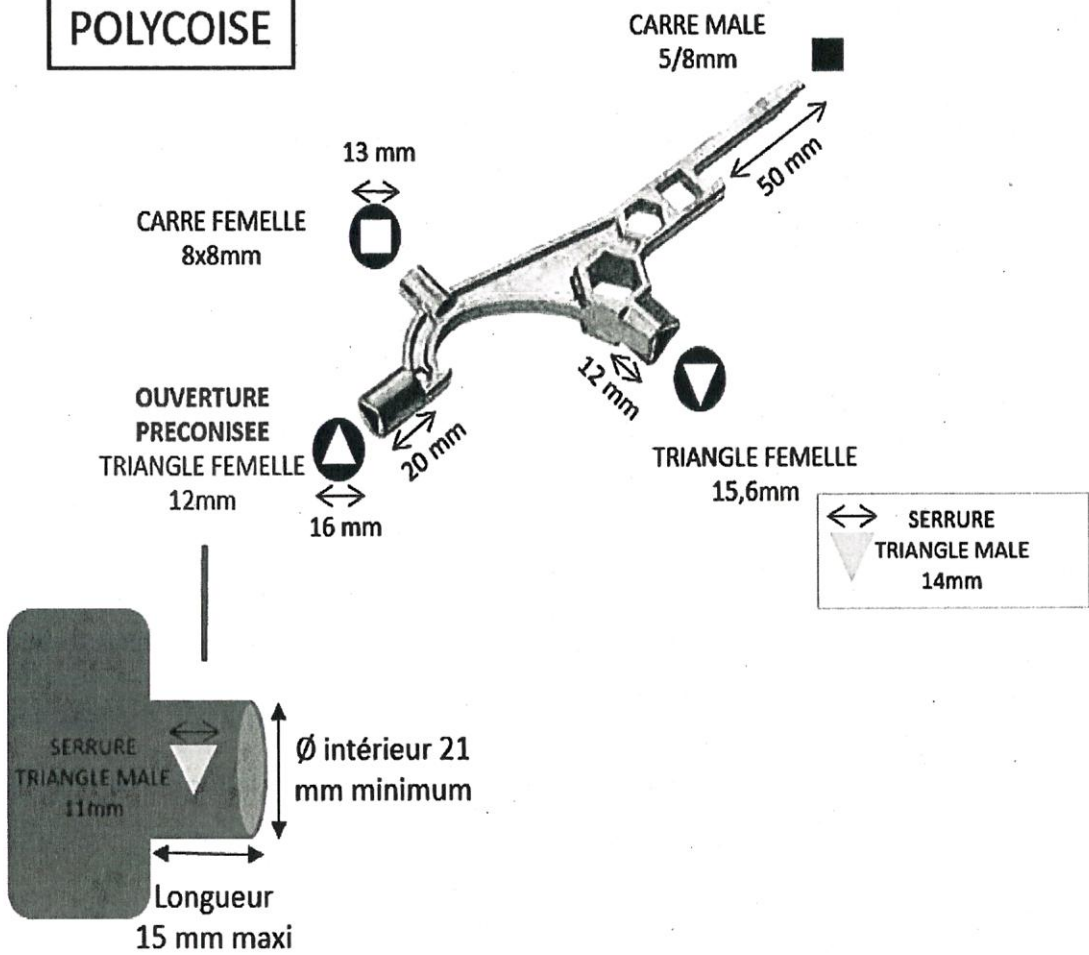 POLYCOISE
CARRE MALE
5/8mm
50 mm
13 mm
CARRE FEMELLE
8x8mm
12 mm
OUVERTURE
PRECONISEE
TRIANGLE FEMELLE
12mm
16 mm
20 mm
TRIANGLE FEMELLE
15,6mm
SERRURE
TRIANGLE MALE
14mm
SERRURE
TRIANGLE MALE
11mm
Ø intérieur 21
mm minimum
Longueur
15 mm maxi